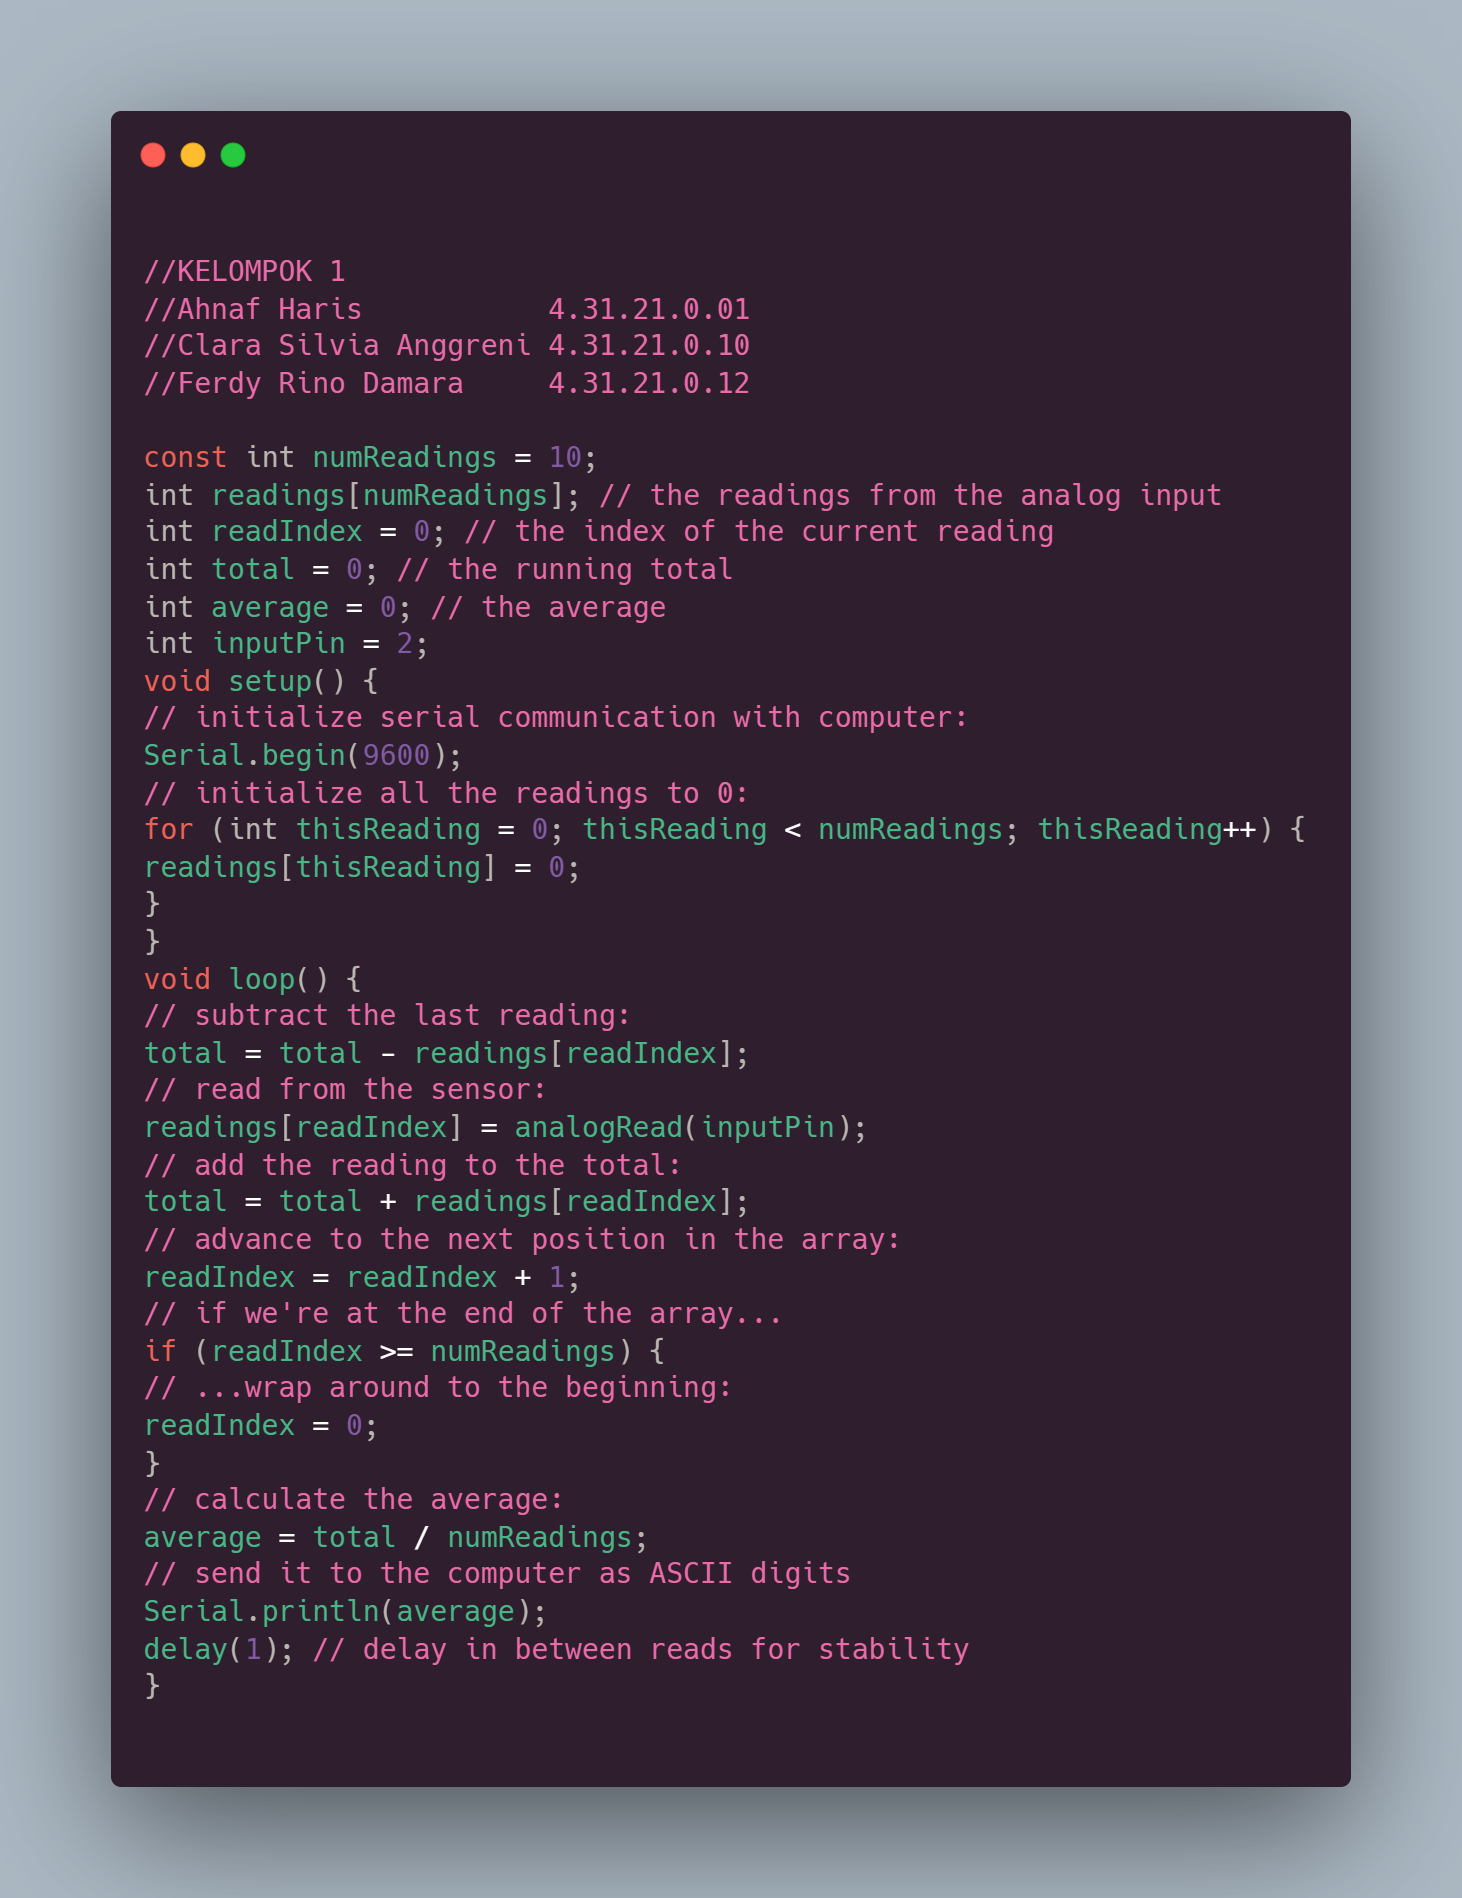 //KELOMPOK 1
//Ahnaf Haris           4.31.21.0.01
//Clara Silvia Anggreni 4.31.21.0.10
//Ferdy Rino Damara     4.31.21.0.12

const int numReadings = 10;
int readings[numReadings]; // the readings from the analog input
int readIndex = 0; // the index of the current reading
int total = 0; // the running total
int average = 0; // the average
int inputPin = 2;
void setup() {
// initialize serial communication with computer:
Serial.begin(9600);
// initialize all the readings to 0:
for (int thisReading = 0; thisReading < numReadings; thisReading++) {
readings[thisReading] = 0;
}
}
void loop() {
// subtract the last reading:
total = total - readings[readIndex];
// read from the sensor:
readings[readIndex] = analogRead(inputPin);
// add the reading to the total:
total = total + readings[readIndex];
// advance to the next position in the array:
readIndex = readIndex + 1;
// if we're at the end of the array...
if (readIndex >= numReadings) {
// ...wrap around to the beginning:
readIndex = 0;
}
// calculate the average:
average = total / numReadings;
// send it to the computer as ASCII digits
Serial.println(average);
delay(1); // delay in between reads for stability
}